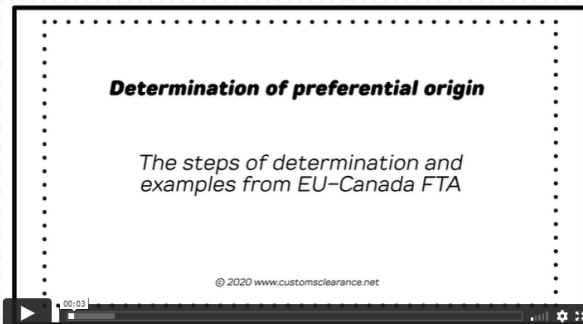 Determination of preferential origin
The steps of determination and
examples from EU-Canada FTA
© 2020 www.customsclearance.net
00:03